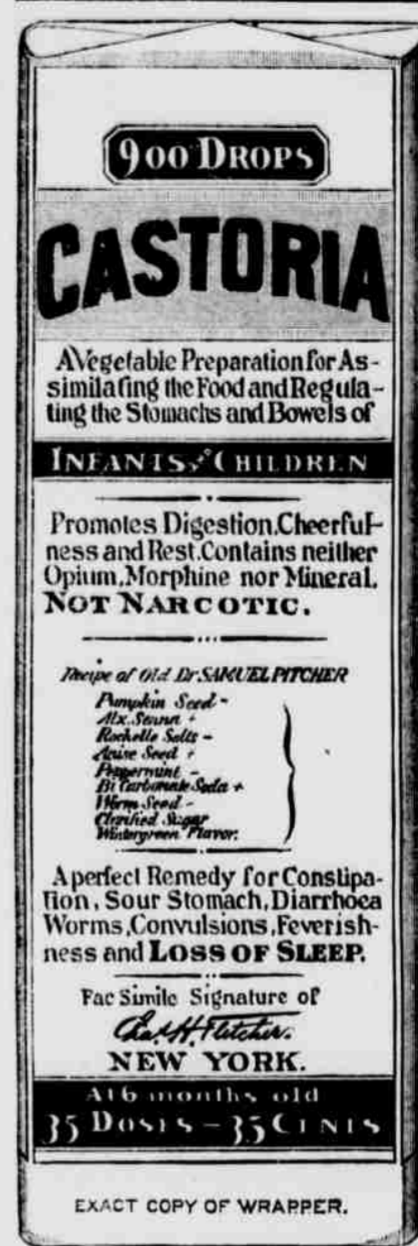 900 DROPS
CASTORIA
AVegetable Preparation for As-
similating the Food and Regula-
ting the Stomachs and Bowels of
INFANTS & CHILDREN
Promotes Digestion, Cheerful-
ness and Rest. Contains neither
Opium, Morphine nor Mineral.
NOT NARCOTIC.
Recipe of Old Dr. SAMUEL PITCHER
Pumpkin Seed -
Alx. Senna +
Rochelle Salts -
Anise Seed +
Peppermint -
Bi Carbonate Soda +
Worm Seed -
Clarified Sugar
Wintergreen Flavor.
A perfect Remedy for Constipa-
tion, Sour Stomach, Diarrhoea
Worms, Convulsions, Feverish-
ness and LOSS OF SLEEP.
Fac Simile Signature of
Chas. H. Fletcher.
NEW YORK.
At 6 months old
35 DOSES – 35 CENTS
EXACT COPY OF WRAPPER.